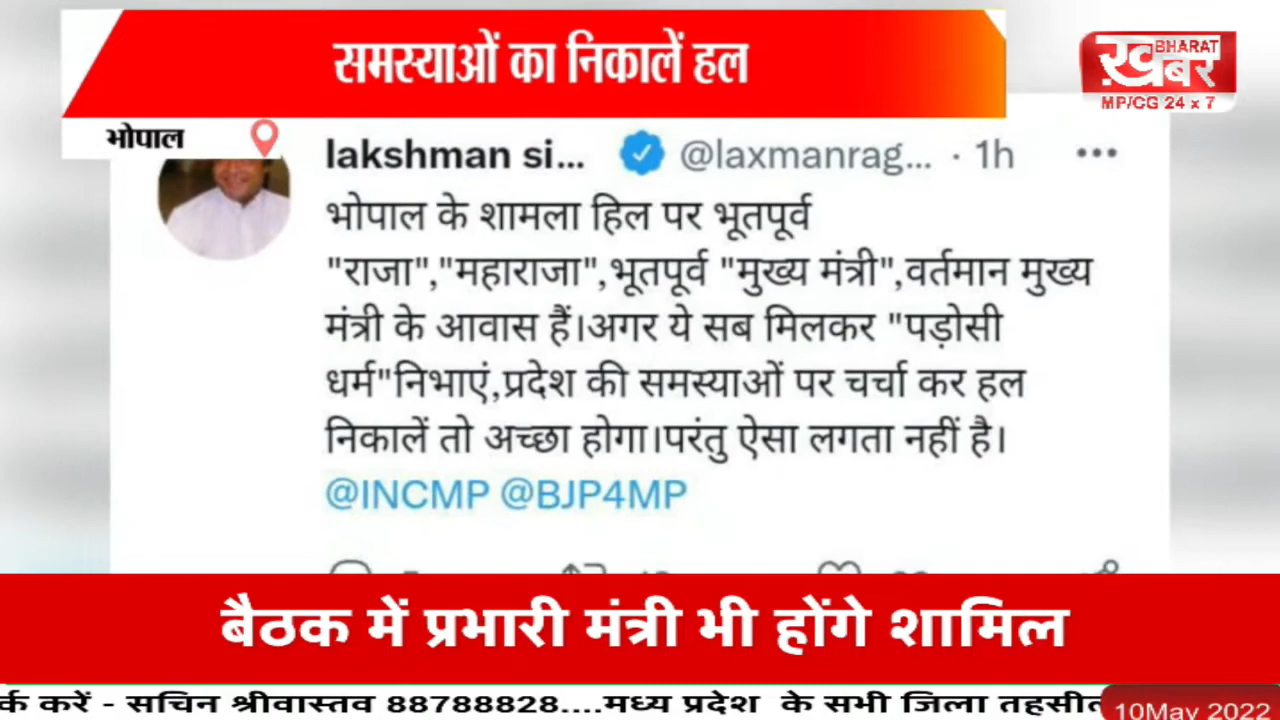 समस्याओं का निकालें हल
BHARAT
ख़बर
MP/CG 24 x 7
भोपाल
lakshman si... @laxmanrag... · 1h
भोपाल के शामला हिल पर भूतपूर्व
"राजा","महाराजा",भूतपूर्व "मुख्य मंत्री",वर्तमान मुख्य
मंत्री के आवास हैं।अगर ये सब मिलकर "पड़ोसी
धर्म"निभाएं,प्रदेश की समस्याओं पर चर्चा कर हल
निकालें तो अच्छा होगा।परंतु ऐसा लगता नहीं है।
@INCMP @BJP4MP
बैठक में प्रभारी मंत्री भी होंगे शामिल
र्क करें - सचिन श्रीवास्तव 88788828....मध्य प्रदेश के सभी जिला तहसील
10May 2022